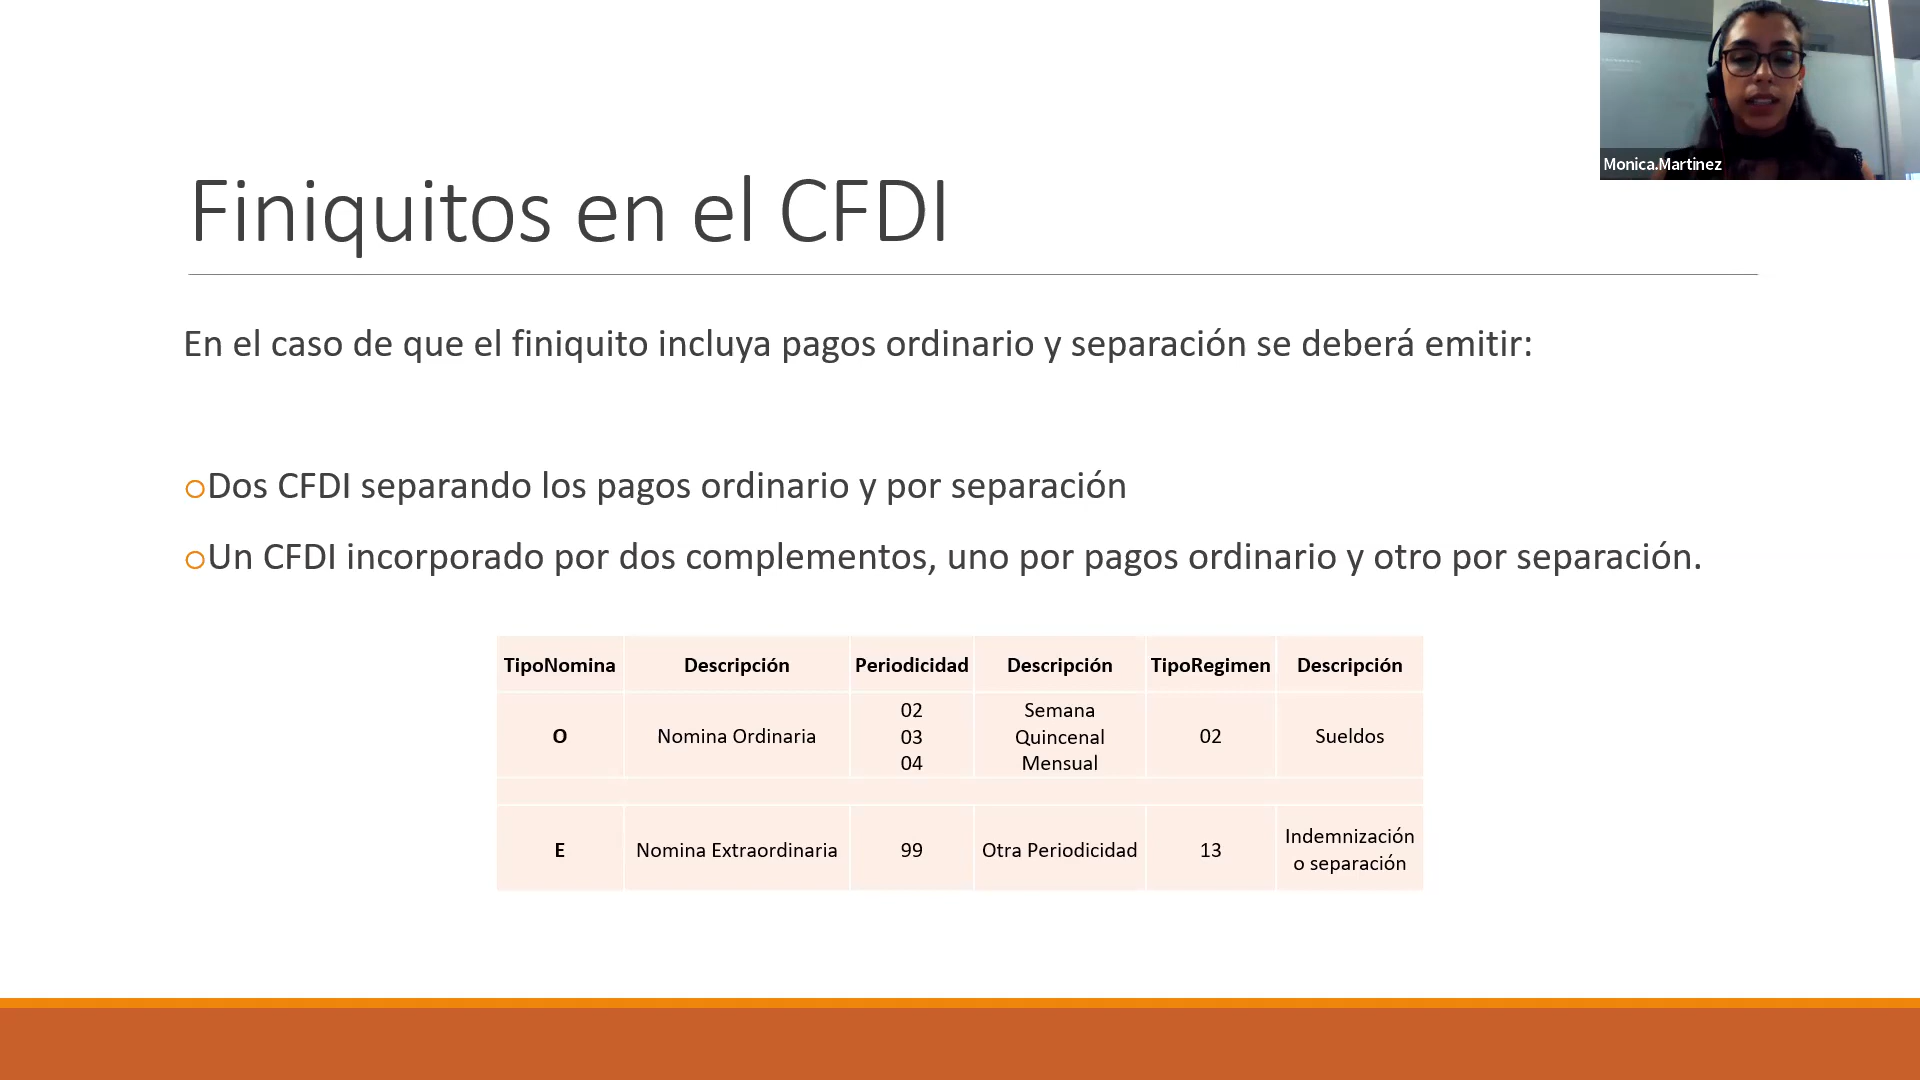 Monica.Martinez
Finiquitos en el CFDI
En el caso de que el finiquito incluya pagos ordinario y separación se deberá emitir:
oDos CFDI separando los pagos ordinario y por separación
oUn CFDI incorporado por dos complementos, uno por pagos ordinario y otro por separación.
TipoNomina Descripción Periodicidad Descripción TipoRegimen Descripción
O Nomina Ordinaria 02 03 04 Semana Quincenal Mensual 02 Sueldos
E Nomina Extraordinaria 99 Otra Periodicidad 13 Indemnización o separación